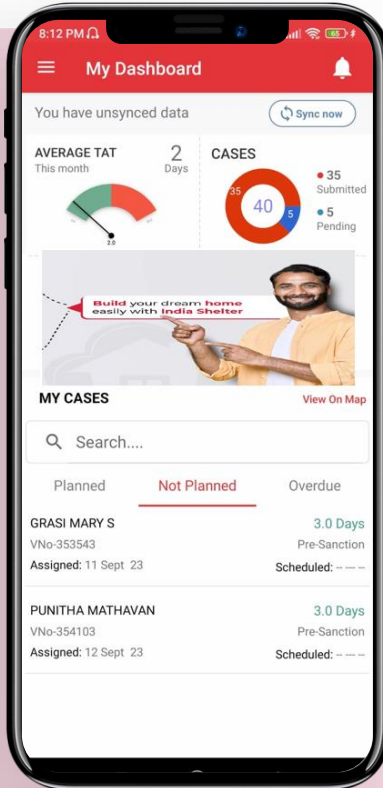 8:12 PM
65
My Dashboard
You have unsynced data
Sync now
AVERAGE TAT
This month
2
Days
2.0
CASES
35
40
5
35
Submitted
5
Pending
Build your dream home
easily with India Shelter
MY CASES
View On Map
Search....
Planned
Not Planned
Overdue
GRASI MARY S
3.0 Days
VNo-353543
Pre-Sanction
Assigned: 11 Sept 23
Scheduled: -- -- --
PUNITHA MATHAVAN
3.0 Days
VNo-354103
Pre-Sanction
Assigned: 12 Sept 23
Scheduled: -- -- --